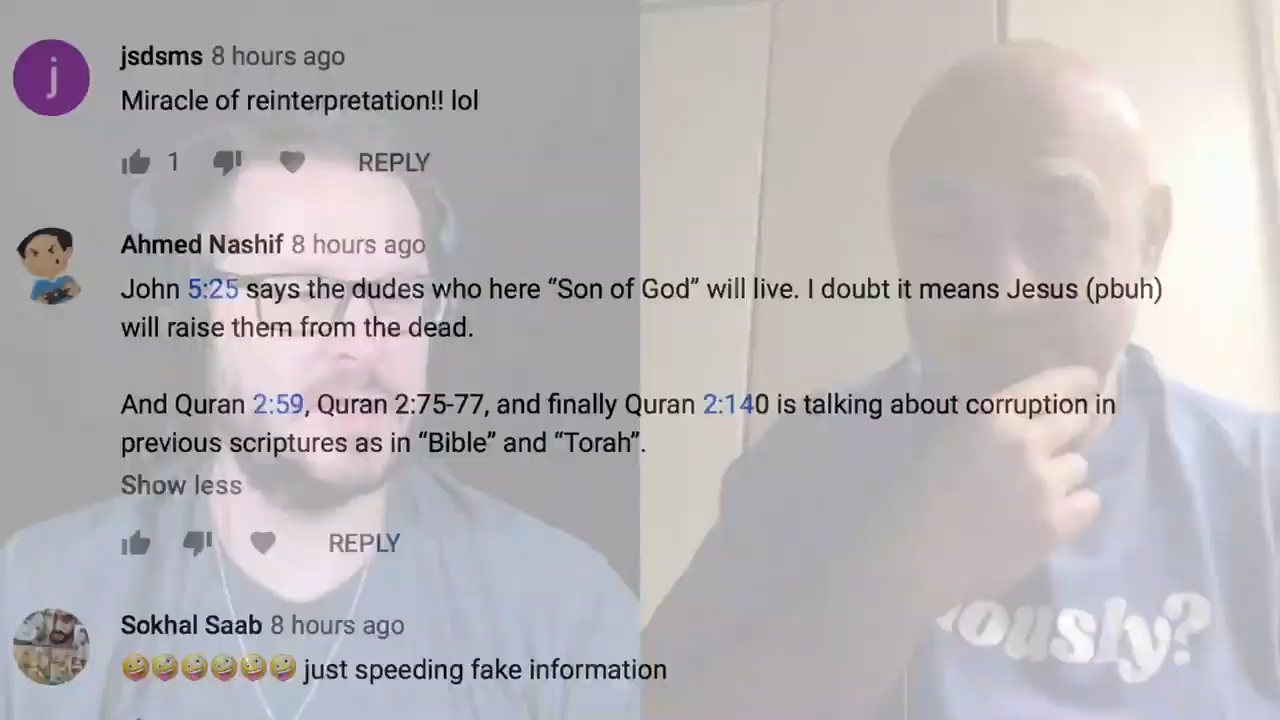 j
jsdsms 8 hours ago
Miracle of reinterpretation!! lol
1 REPLY
Ahmed Nashif 8 hours ago
John 5:25 says the dudes who here “Son of God” will live. I doubt it means Jesus (pbuh)
will raise them from the dead.
And Quran 2:59, Quran 2:75-77, and finally Quran 2:140 is talking about corruption in
previous scriptures as in “Bible” and “Torah”.
Show less
REPLY
Sokhal Saab 8 hours ago
🤪🤪🤪🤪🤪🤪 just speeding fake information
ously?